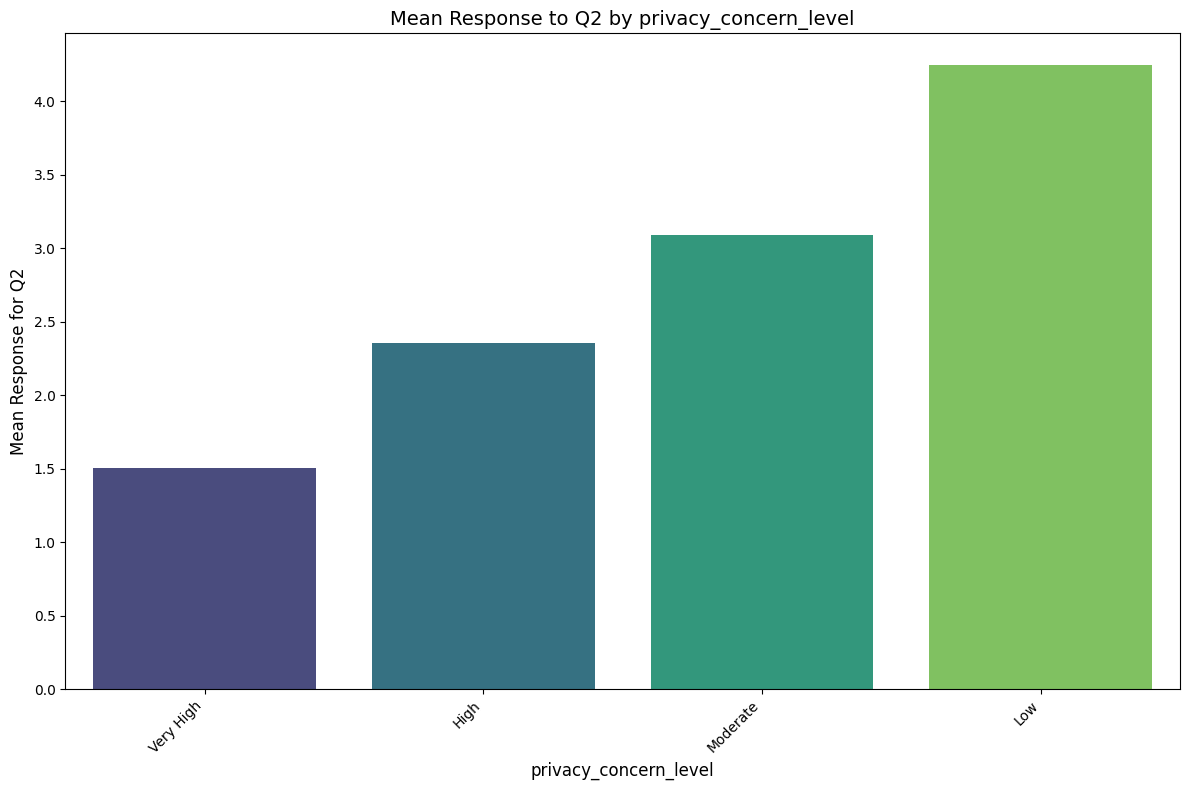 Mean Response to Q2 by privacy_concern_level
Mean Response for Q2
4.0
3.5
3.0
2.5
2.0
1.5
1.0
0.5
0.0
Very High
High
Moderate
Low
privacy_concern_level